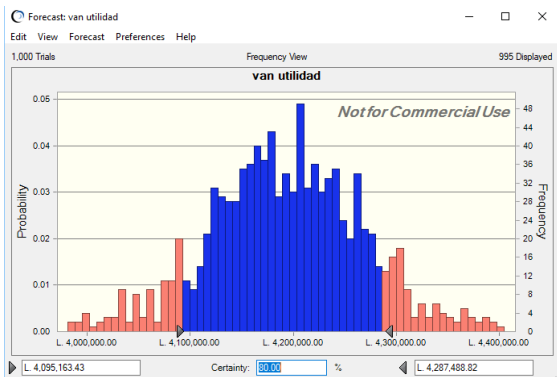 Forecast: van utilidad
Edit View Forecast Preferences Help
1,000 Trials Frequency View 995 Displayed
van utilidad
Not for Commercial Use
0.05
0.04
0.03
0.02
0.01
0.00
Probability
48
44
40
36
32
28
24
20
16
12
8
4
0
Frequency
L. 4,000,000.00 L. 4,100,000.00 L. 4,200,000.00 L. 4,300,000.00 L. 4,400,000.00
L. 4,095,163.43 Certainty: 80.00 % L. 4,287,488.82